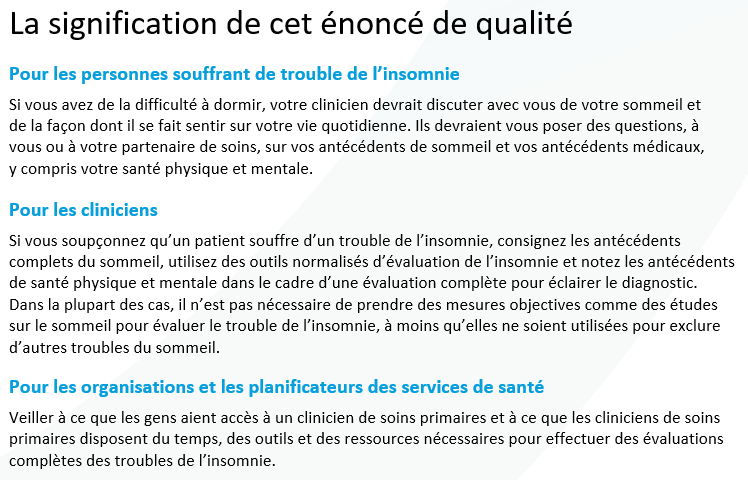 La signification de cet énoncé de qualité
Pour les personnes souffrant de trouble de l’insomnie
Si vous avez de la difficulté à dormir, votre clinicien devrait discuter avec vous de votre sommeil et
de la façon dont il se fait sentir sur votre vie quotidienne. Ils devraient vous poser des questions, à
vous ou à votre partenaire de soins, sur vos antécédents de sommeil et vos antécédents médicaux,
y compris votre santé physique et mentale.
Pour les cliniciens
Si vous soupçonnez qu’un patient souffre d’un trouble de l’insomnie, consignez les antécédents
complets du sommeil, utilisez des outils normalisés d’évaluation de l’insomnie et notez les antécédents
de santé physique et mentale dans le cadre d’une évaluation complète pour éclairer le diagnostic.
Dans la plupart des cas, il n’est pas nécessaire de prendre des mesures objectives comme des études
sur le sommeil pour évaluer le trouble de l’insomnie, à moins qu’elles ne soient utilisées pour exclure
d’autres troubles du sommeil.
Pour les organisations et les planificateurs des services de santé
Veiller à ce que les gens aient accès à un clinicien de soins primaires et à ce que les cliniciens de soins
primaires disposent du temps, des outils et des ressources nécessaires pour effectuer des évaluations
complètes des troubles de l’insomnie.